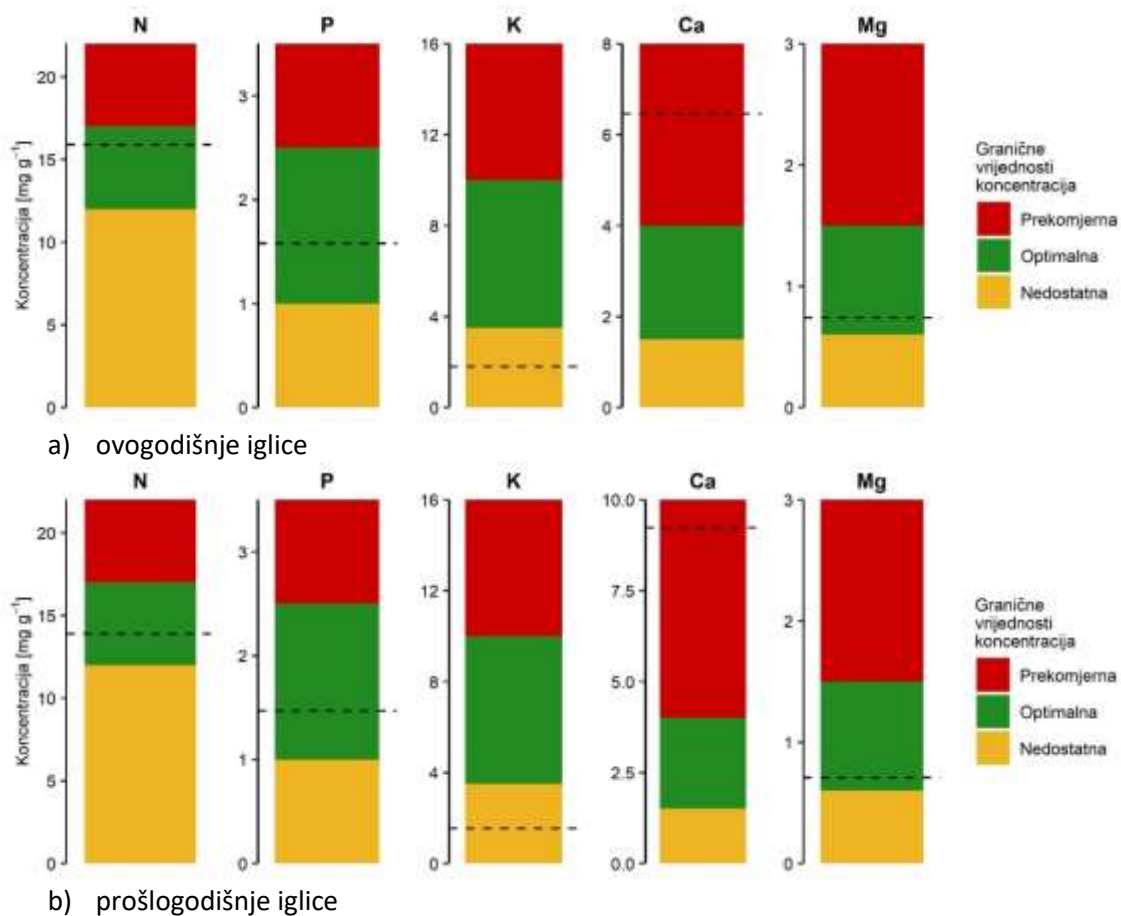 N P K Ca Mg
Koncentracija [mg g⁻¹]
20
15
10
5
0
3
2
1
0
16
12
8
4
0
8
6
4
2
0
3
2
1
0
Granične
vrijednosti
koncentracija
Prekomjerna
Optimalna
Nedostatna
a) ovogodišnje iglice
N P K Ca Mg
Koncentracija [mg g⁻¹]
20
15
10
5
0
3
2
1
0
16
12
8
4
0
10.0
7.5
5.0
2.5
0.0
3
2
1
0
Granične
vrijednosti
koncentracija
Prekomjerna
Optimalna
Nedostatna
b) prošlogodišnje iglice